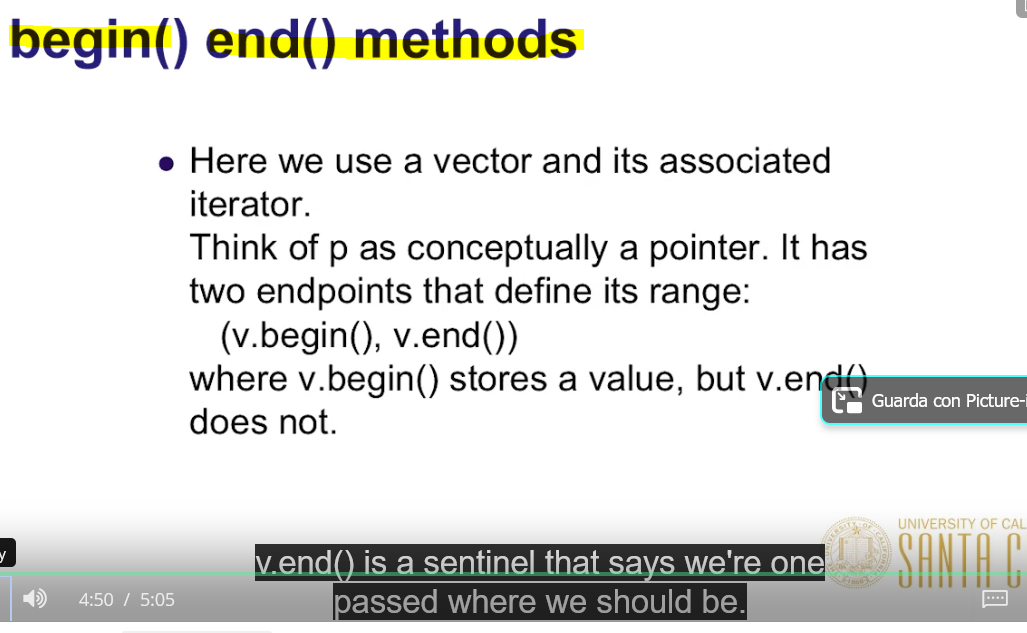 begin() end() methods
Here we use a vector and its associated
iterator.
Think of p as conceptually a pointer. It has
two endpoints that define its range:
(v.begin(), v.end())
where v.begin() stores a value, but v.end()
does not.
Guarda con Picture-
UNIVERSITY OF CAL
SANTA C
v.end() is a sentinel that says we're one
passed where we should be.
y
4:50 / 5:05